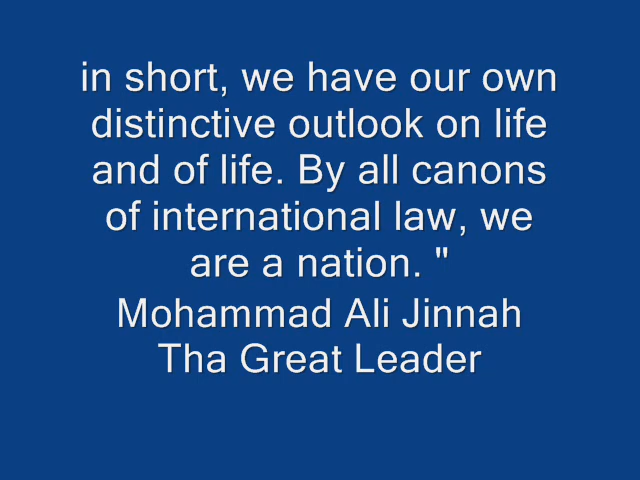 in short, we have our own
distinctive outlook on life
and of life. By all canons
of international law, we
are a nation. "
Mohammad Ali Jinnah
Tha Great Leader